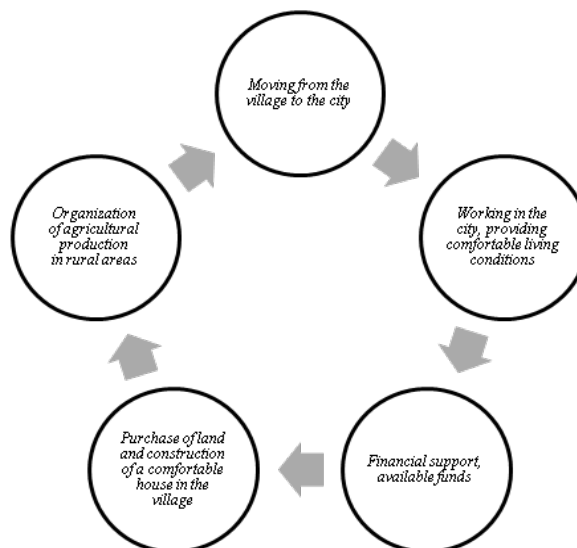 Moving from the
village to the city
Working in the
city, providing
comfortable living
conditions
Financial support,
available funds
Purchase of land
and construction
of a comfortable
house in the
village
Organization
of agricultural
production
in rural areas